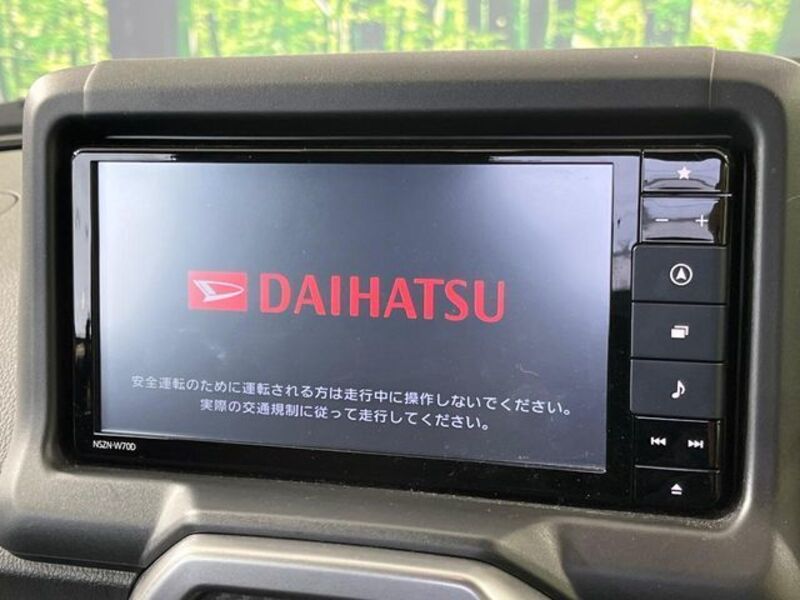 DAIHATSU
安全運転のために運転される方は走行中に操作しないでください。
実際の交通規制に従って走行してください。
NSZN-W70D